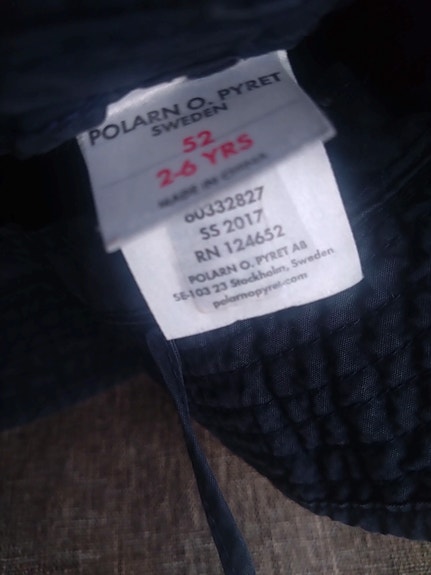 POLARN O. PYRET
SWEDEN
52
2-6 YRS
MADE IN CHINA
60332827
SS 2017
RN 124652
POLARN O. PYRET AB
SE-103 23 Stockholm, Sweden
polarnopyret.com